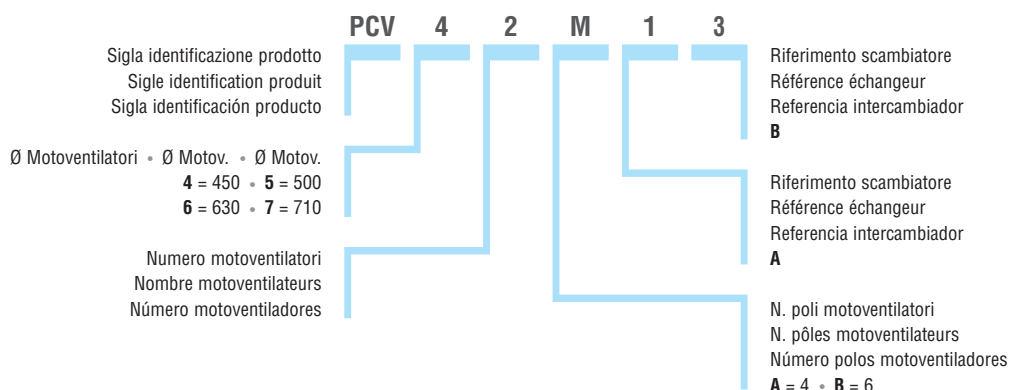 PCV 4 2 M 1 3
Sigla identificazione prodotto
Sigle identification produit
Sigla identificación producto
Ø Motoventilatori • Ø Motov. • Ø Motov.
4 = 450 • 5 = 500
6 = 630 • 7 = 710
Numero motoventilatori
Nombre motoventilateurs
Número motoventiladores
Riferimento scambiatore
Référence échangeur
Referencia intercambiador
B
Riferimento scambiatore
Référence échangeur
Referencia intercambiador
A
N. poli motoventilatori
N. pôles motoventilateurs
Número polos motoventiladores
A = 4 • B = 6